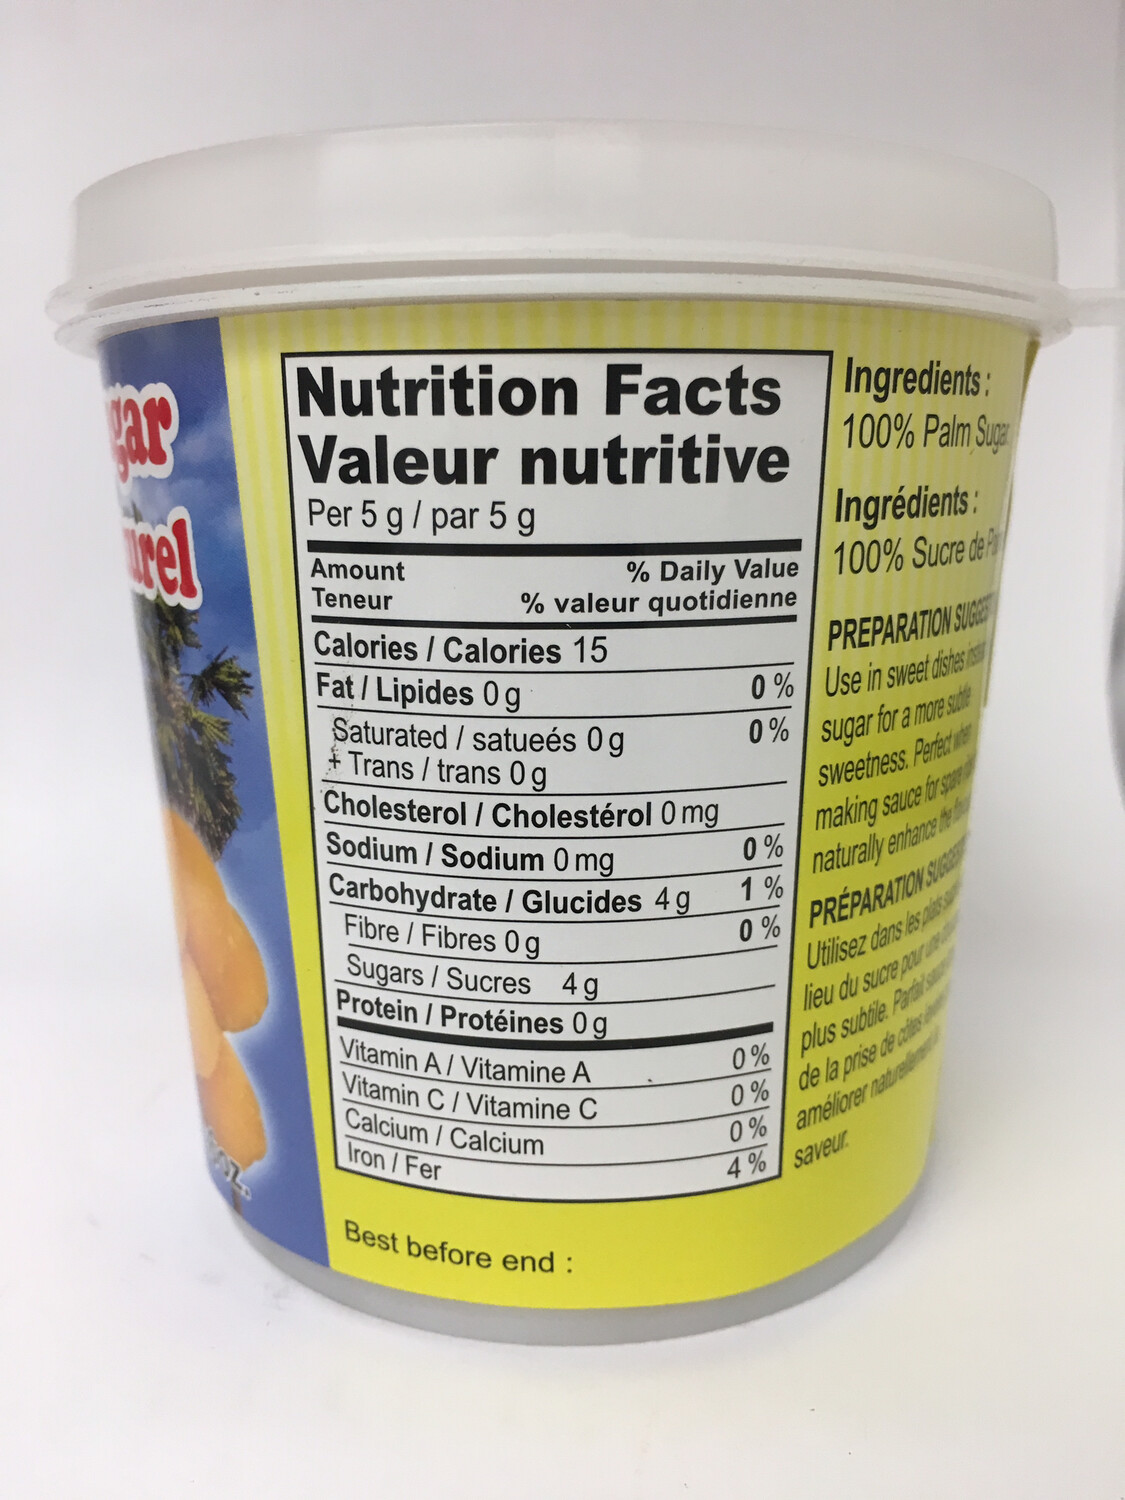 Nutrition Facts
Valeur nutritive
Per 5 g / par 5 g
Amount % Daily Value
Teneur % valeur quotidienne
Calories / Calories 15
Fat / Lipides 0 g 0 %
Saturated / satueés 0 g 0 %
+ Trans / trans 0 g
Cholesterol / Cholestérol 0 mg
Sodium / Sodium 0 mg 0 %
Carbohydrate / Glucides 4 g 1 %
Fibre / Fibres 0 g 0 %
Sugars / Sucres 4 g
Protein / Protéines 0 g
Vitamin A / Vitamine A 0 %
Vitamin C / Vitamine C 0 %
Calcium / Calcium 0 %
Iron / Fer 4 %
Best before end :
Ingredients :
100% Palm Sugar
Ingrédients :
100% Sucre de
PREPARATION
Use in sweet dishes
sugar for a more subtle
sweetness. Perfect when
making sauce for spare
naturally enhance the
PRÉPARATION
Utilisez dans les plats
lieu du sucre pour une
plus subtile. Parfait
de la prise de côtes
améliorer naturellement
saveur.